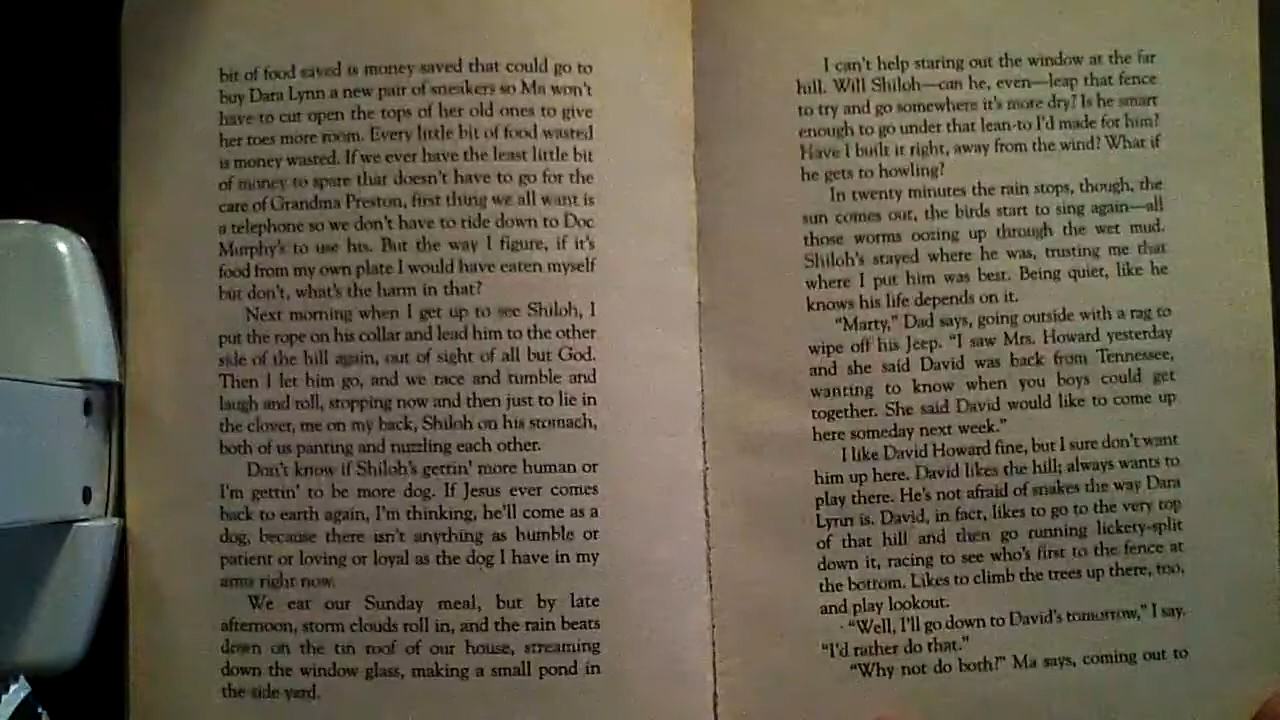 bit of food saved is money saved that could go to
buy Dara Lynn a new pair of sneakers so Ma won't
have to cut open the tops of her old ones to give
her toes more room. Every little bit of food wasted
is money wasted. If we ever have the least little bit
of money to spare that doesn't have to go for the
care of Grandma Preston, first thing we all want is
a telephone so we don't have to ride down to Doc
Murphy's to use his. But the way I figure, if it's
food from my own plate I would have eaten myself
but don't, what's the harm in that?
Next morning when I get up to see Shiloh, I
put the rope on his collar and lead him to the other
side of the hill again, out of sight of all but God.
Then I let him go, and we race and tumble and
laugh and roll, stopping now and then just to lie in
the clover, me on my back, Shiloh on his stomach,
both of us panting and nuzzling each other.
Don't know if Shiloh's gettin' more human or
I'm gettin' to be more dog. If Jesus ever comes
back to earth again, I'm thinking, he'll come as a
dog, because there isn't anything as humble or
patient or loving or loyal as the dog I have in my
arms right now.
We eat our Sunday meal, but by late
afternoon, storm clouds roll in, and the rain beats
down on the tin roof of our house, streaming
down the window glass, making a small pond in
the side yard.
I can't help staring out the window at the far
hill. Will Shiloh—can he, even—leap that fence
to try and go somewhere it's more dry? Is he smart
enough to go under that lean-to I'd made for him?
Have I built it right, away from the wind? What if
he gets to howling?
In twenty minutes the rain stops, though, the
sun comes out, the birds start to sing again—all
those worms oozing up through the wet mud.
Shiloh's stayed where he was, trusting me that
where I put him was best. Being quiet, like he
knows his life depends on it.
"Marty," Dad says, going outside with a rag to
wipe off his Jeep. "I saw Mrs. Howard yesterday
and she said David was back from Tennessee,
wanting to know when you boys could get
together. She said David would like to come up
here someday next week."
I like David Howard fine, but I sure don't want
him up here. David likes the hill; always wants to
play there. He's not afraid of snakes the way Dara
Lynn is. David, in fact, likes to go to the very top
of that hill and then go running lickety-split
down it, racing to see who's first to the fence at
the bottom. Likes to climb the trees up there, too,
and play lookout.
"Well, I'll go down to David's tomorrow," I say.
"I'd rather do that."
"Why not do both?" Ma says, coming out to